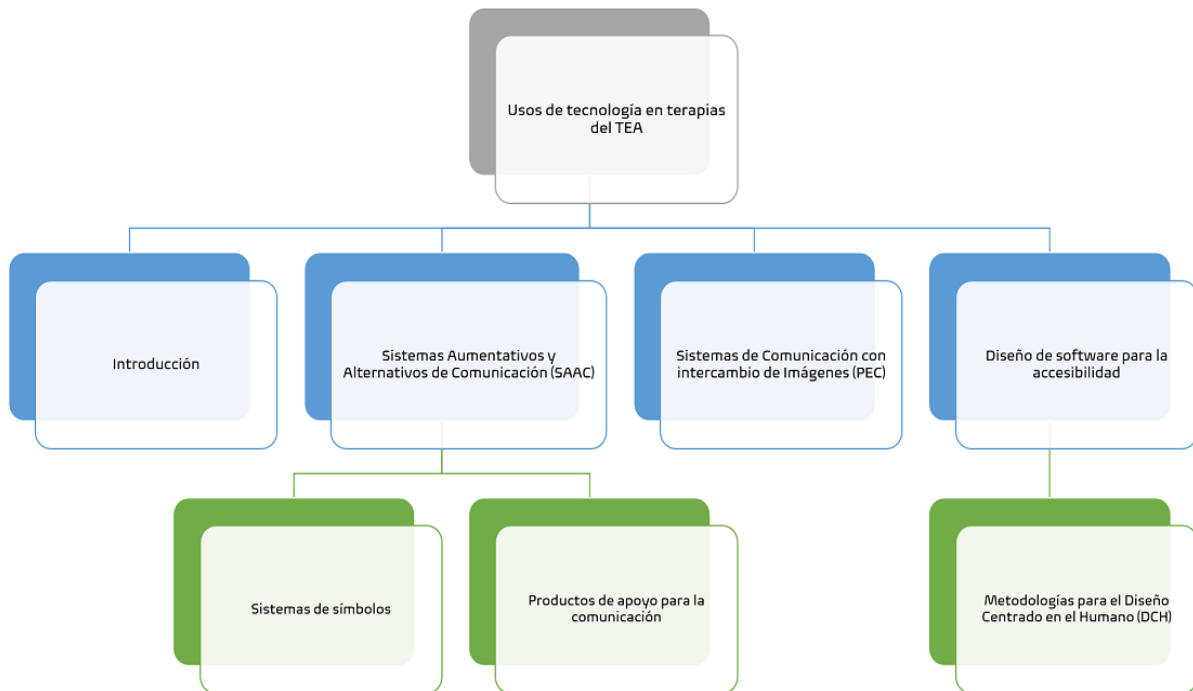 Usos de tecnología en terapias
del TEA
Introducción
Sistemas Aumentativos y
Alternativos de Comunicación (SAAC)
Sistemas de Comunicación con
intercambio de Imágenes (PEC)
Diseño de software para la
accesibilidad
Sistemas de símbolos
Productos de apoyo para la
comunicación
Metodologías para el Diseño
Centrado en el Humano (DCH)